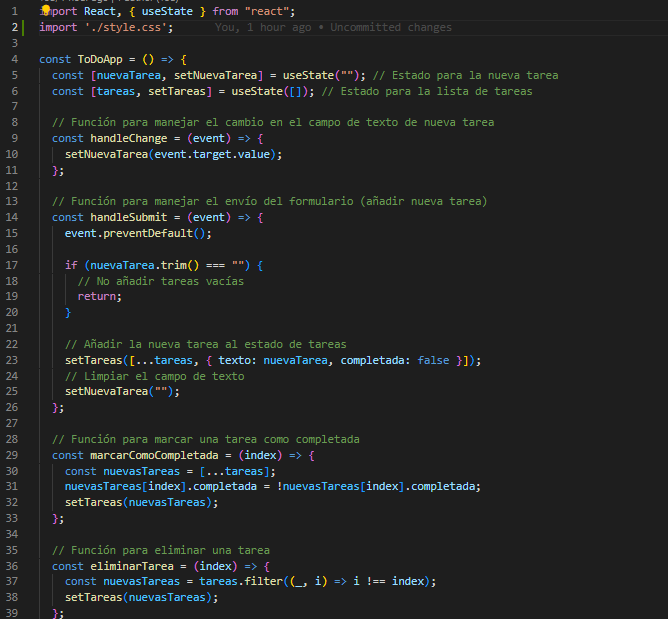 1 import React, { useState } from "react";
2 import './style.css'; You, 1 hour ago • Uncommitted changes
3
4 const ToDoApp = () => {
5 const [nuevaTarea, setNuevaTarea] = useState(""); // Estado para la nueva tarea
6 const [tareas, setTareas] = useState([]); // Estado para la lista de tareas
7
8 // Función para manejar el cambio en el campo de texto de nueva tarea
9 const handleChange = (event) => {
10 setNuevaTarea(event.target.value);
11 };
12
13 // Función para manejar el envío del formulario (añadir nueva tarea)
14 const handleSubmit = (event) => {
15 event.preventDefault();
16
17 if (nuevaTarea.trim() === "") {
18 // No añadir tareas vacías
19 return;
20 }
21
22 // Añadir la nueva tarea al estado de tareas
23 setTareas([...tareas, { texto: nuevaTarea, completada: false }]);
24 // Limpiar el campo de texto
25 setNuevaTarea("");
26 };
27
28 // Función para marcar una tarea como completada
29 const marcarComoCompletada = (index) => {
30 const nuevasTareas = [...tareas];
31 nuevasTareas[index].completada = !nuevasTareas[index].completada;
32 setTareas(nuevasTareas);
33 };
34
35 // Función para eliminar una tarea
36 const eliminarTarea = (index) => {
37 const nuevasTareas = tareas.filter((_, i) => i !== index);
38 setTareas(nuevasTareas);
39 };